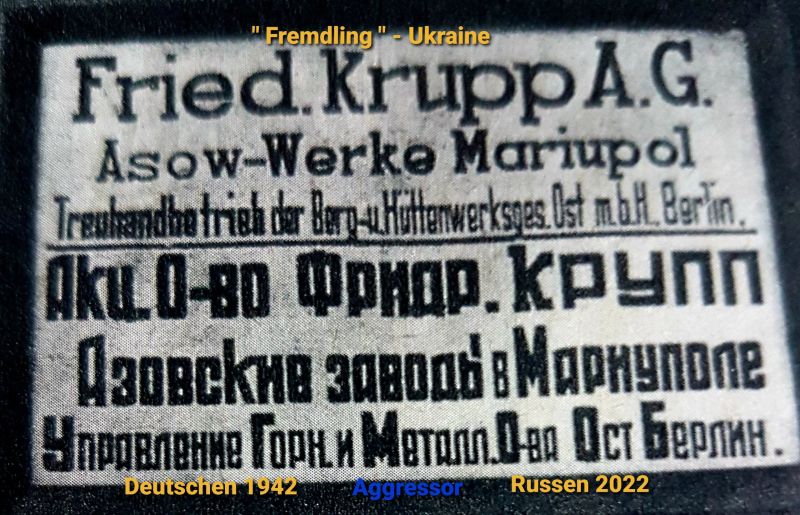 " Fremdling " - Ukraine
Fried. Krupp A.G.
Asow-Werke Mariupol
Treuhandbetrieb der Berg-u.Hüttenwerksges. Ost m.b.H. Berlin.
Акц. О-во Фридр. Крупп
Азовские заводы в Мариуполе
Управление Горн. и Металл. О-ва Ост Берлин.
Deutschen 1942 Aggressor Russen 2022